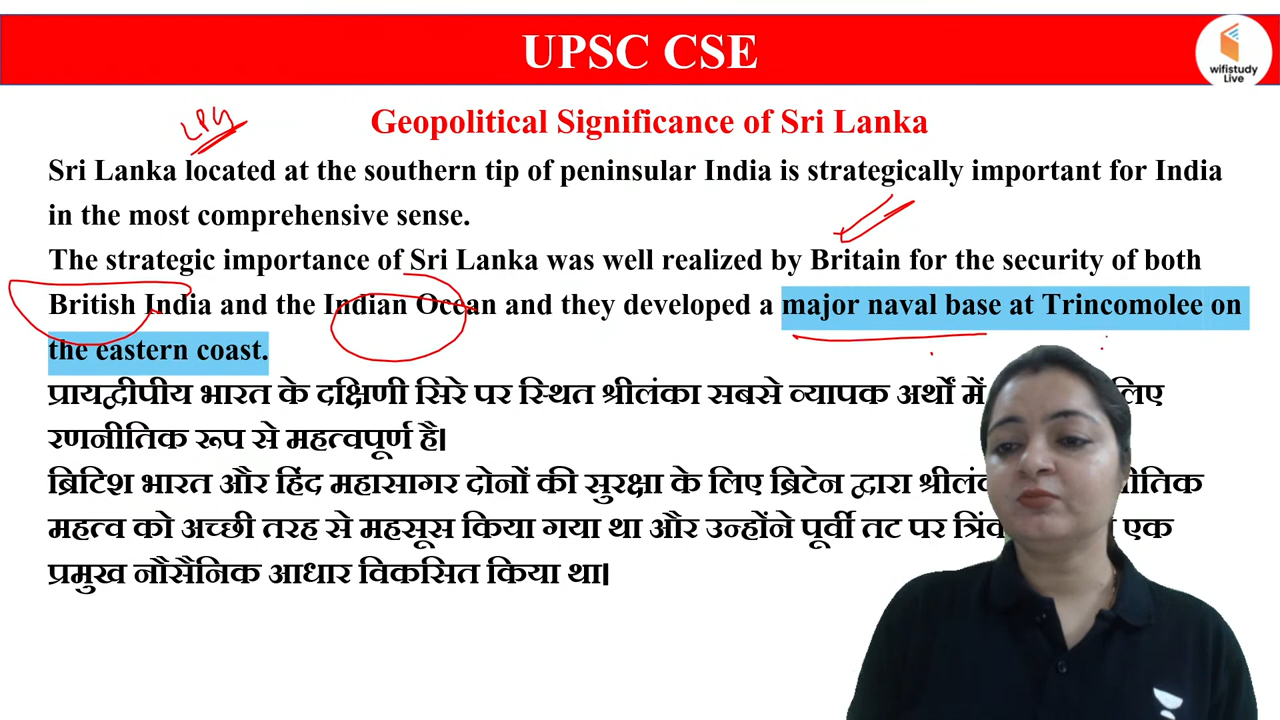 UPSC CSE
wifistudy
Live
LPG
Geopolitical Significance of Sri Lanka
Sri Lanka located at the southern tip of peninsular India is strategically important for India
in the most comprehensive sense.
The strategic importance of Sri Lanka was well realized by Britain for the security of both
British India and the Indian Ocean and they developed a major naval base at Trincomolee on
the eastern coast.
प्रायद्वीपीय भारत के दक्षिणी सिरे पर स्थित श्रीलंका सबसे व्यापक अर्थों में लिए
रणनीतिक रूप से महत्वपूर्ण है।
ब्रिटिश भारत और हिंद महासागर दोनों की सुरक्षा के लिए ब्रिटेन द्वारा
महत्व को अच्छी तरह से महसूस किया गया था और उन्होंने पूर्वी तट पर एक
प्रमुख नौसैनिक आधार विकसित किया था।